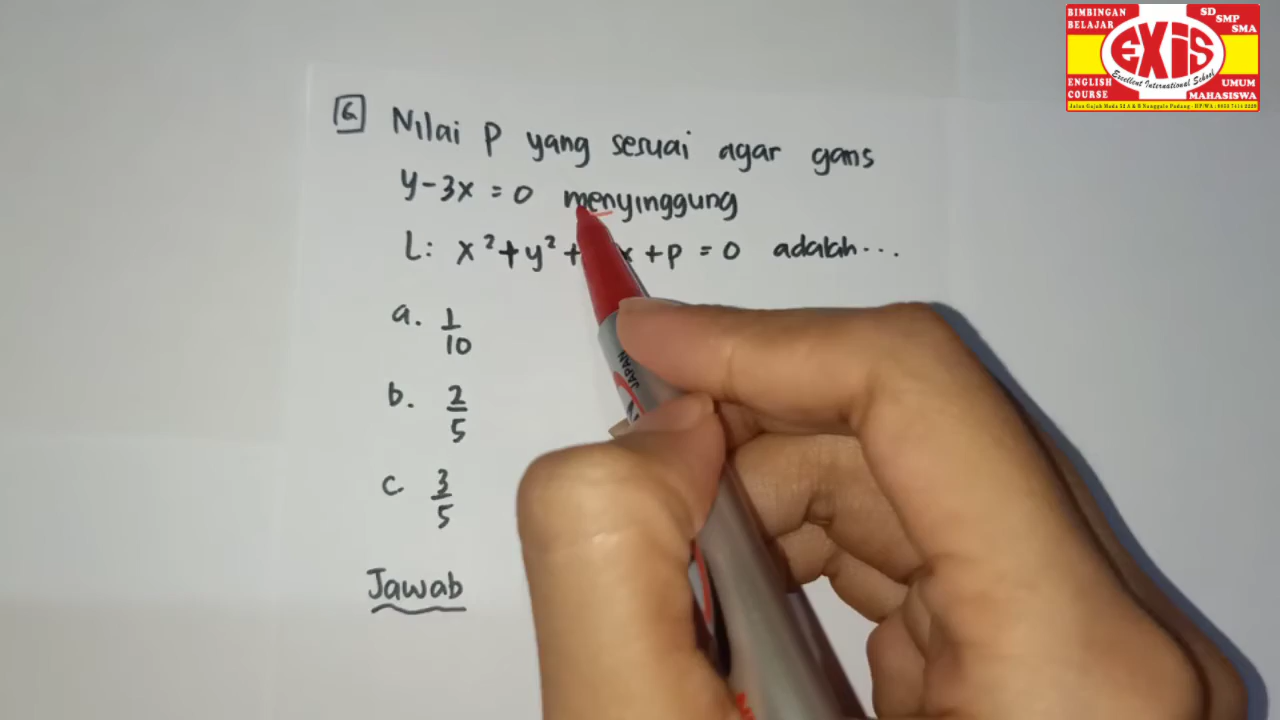 6 Nilai p yang sesuai agar garis
y - 3x = 0 menyinggung
L: x² + y² + x + p = 0 adalah...
a. 1/10
b. 2/5
c 3/5
Jawab
BIMBINGAN BELAJAR
SD SMP SMA
EXIS
Excellent International School
ENGLISH COURSE
UMUM MAHASISWA
JAPAN